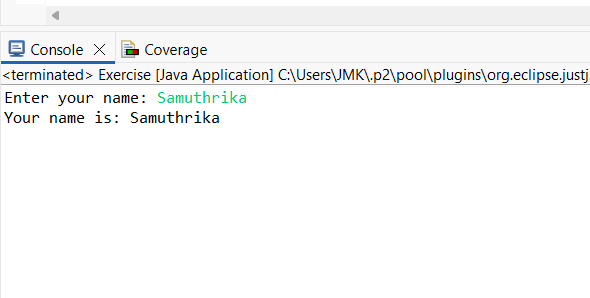 Console Coverage
<terminated> Exercise [Java Application] C:\Users\JMK\.p2\pool\plugins\org.eclipse.justj
Enter your name: Samuthrika
Your name is: Samuthrika